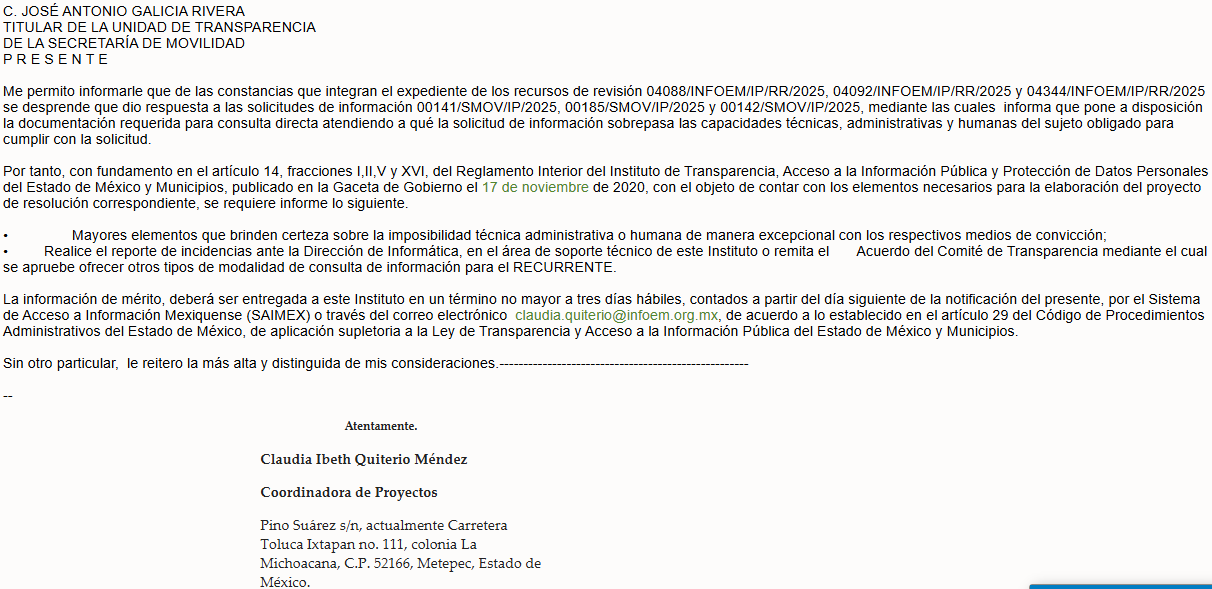 C. JOSÉ ANTONIO GALICIA RIVERA
TITULAR DE LA UNIDAD DE TRANSPARENCIA
DE LA SECRETARÍA DE MOVILIDAD
P R E S E N T E
Me permito informarle que de las constancias que integran el expediente de los recursos de revisión 04088/INFOEM/IP/RR/2025, 04092/INFOEM/IP/RR/2025 y 04344/INFOEM/IP/RR/2025
se desprende que dio respuesta a las solicitudes de información 00141/SMOV/IP/2025, 00185/SMOV/IP/2025 y 00142/SMOV/IP/2025, mediante las cuales  informa que pone a disposición
la documentación requerida para consulta directa atendiendo a qué la solicitud de información sobrepasa las capacidades técnicas, administrativas y humanas del sujeto obligado para
cumplir con la solicitud.
Por tanto, con fundamento en el artículo 14, fracciones I,II,V y XVI, del Reglamento Interior del Instituto de Transparencia, Acceso a la Información Pública y Protección de Datos Personales
del Estado de México y Municipios, publicado en la Gaceta de Gobierno el 17 de noviembre de 2020, con el objeto de contar con los elementos necesarios para la elaboración del proyecto
de resolución correspondiente, se requiere informe lo siguiente.
• Mayores elementos que brinden certeza sobre la imposibilidad técnica administrativa o humana de manera excepcional con los respectivos medios de convicción;
• Realice el reporte de incidencias ante la Dirección de Informática, en el área de soporte técnico de este Instituto o remita el Acuerdo del Comité de Transparencia mediante el cual
se apruebe ofrecer otros tipos de modalidad de consulta de información para el RECURRENTE.
La información de mérito, deberá ser entregada a este Instituto en un término no mayor a tres días hábiles, contados a partir del día siguiente de la notificación del presente, por el Sistema
de Acceso a Información Mexiquense (SAIMEX) o través del correo electrónico  claudia.quiterio@infoem.org.mx, de acuerdo a lo establecido en el artículo 29 del Código de Procedimientos
Administrativos del Estado de México, de aplicación supletoria a la Ley de Transparencia y Acceso a la Información Pública del Estado de México y Municipios.
Sin otro particular,  le reitero la más alta y distinguida de mis consideraciones.----------------------------------------------------
--
Atentamente.
Claudia Ibeth Quiterio Méndez
Coordinadora de Proyectos
Pino Suárez s/n, actualmente Carretera
Toluca Ixtapan no. 111, colonia La
Michoacana, C.P. 52166, Metepec, Estado de
México.